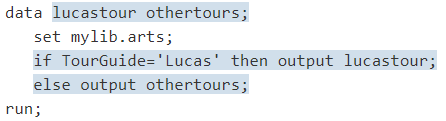 data lucastour othertours;
set mylib.arts;
if TourGuide='Lucas' then output lucastour;
else output othertours;
run;